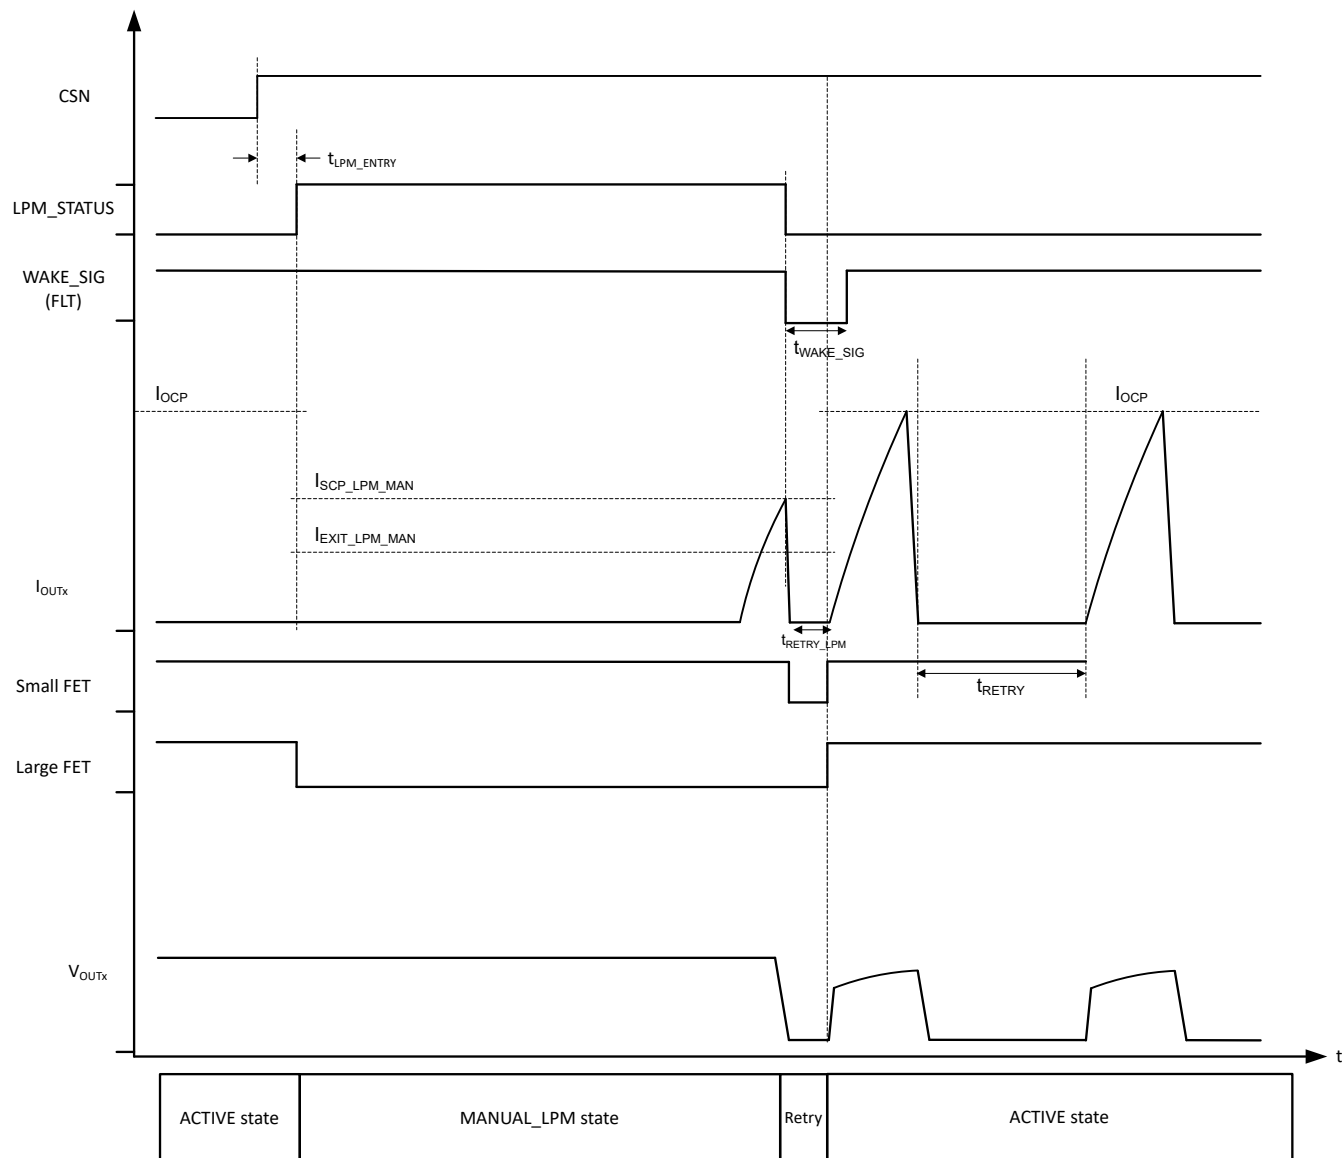 CSN
tLPM_ENTRY
LPM_STATUS
WAKE_SIG
(FLT)
tWAKE_SIG
IOCP
IOCP
ISCP_LPM_MAN
IEXIT_LPM_MAN
IOUTx
tRETRY_LPM
Small FET
tRETRY
Large FET
VOUTx
t
ACTIVE state
MANUAL_LPM state
Retry
ACTIVE state